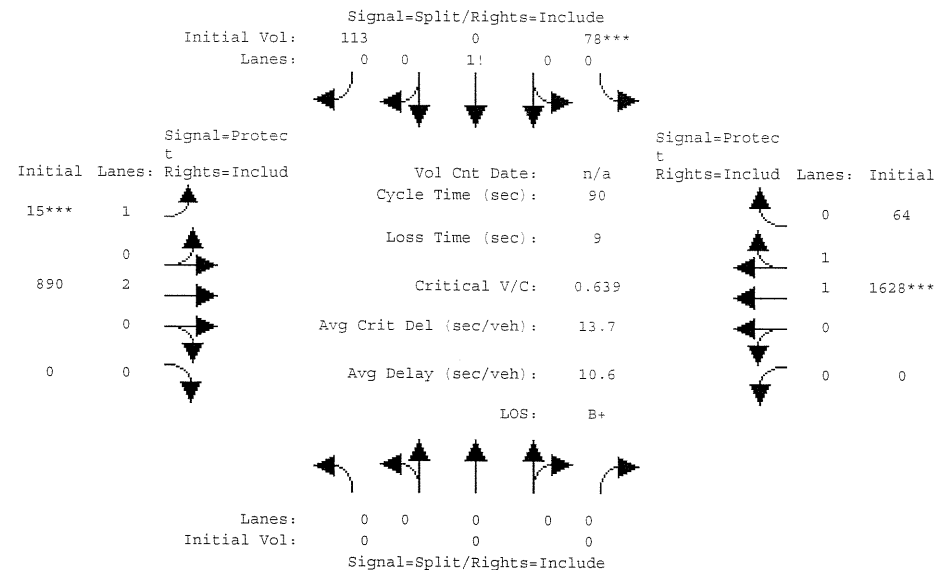 Signal=Split/Rights=Include
Initial Vol: 113 0 78***
Lanes: 0 0 1! 0 0
Signal=Protec
t
Signal=Protec
t
Initial Lanes: Rights=Includ Vol Cnt Date: n/a Rights=Includ Lanes: Initial
Cycle Time (sec): 90
15*** 1 0 64
Loss Time (sec): 9
0 1
890 2 Critical V/C: 0.639 1 1628***
0 Avg Crit Del (sec/veh): 13.7 0
0 0 Avg Delay (sec/veh): 10.6 0 0
LOS: B+
Lanes: 0 0 0 0 0
Initial Vol: 0 0 0
Signal=Split/Rights=Include